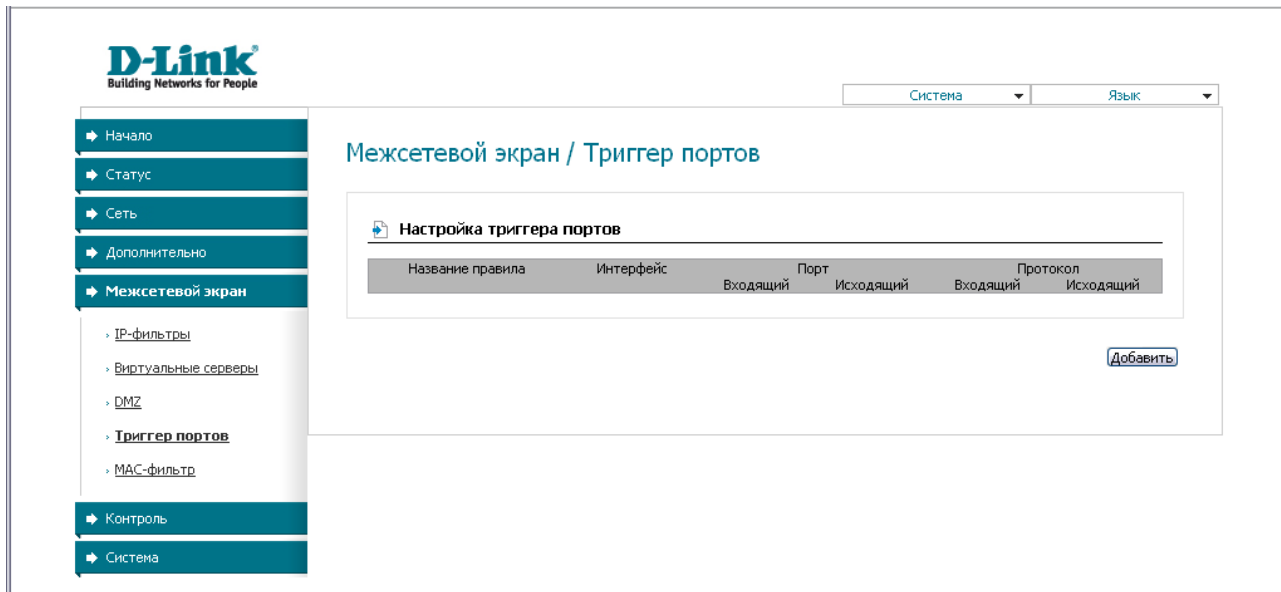 D-Link®
Building Networks for People
Система
Язык
Начало
Статус
Сеть
Дополнительно
Межсетевой экран
IP-фильтры
Виртуальные серверы
DMZ
Триггер портов
MAC-фильтр
Контроль
Система
Межсетевой экран / Триггер портов
Настройка триггера портов
Название правила Интерфейс Порт Протокол
Входящий Исходящий Входящий Исходящий
Добавить